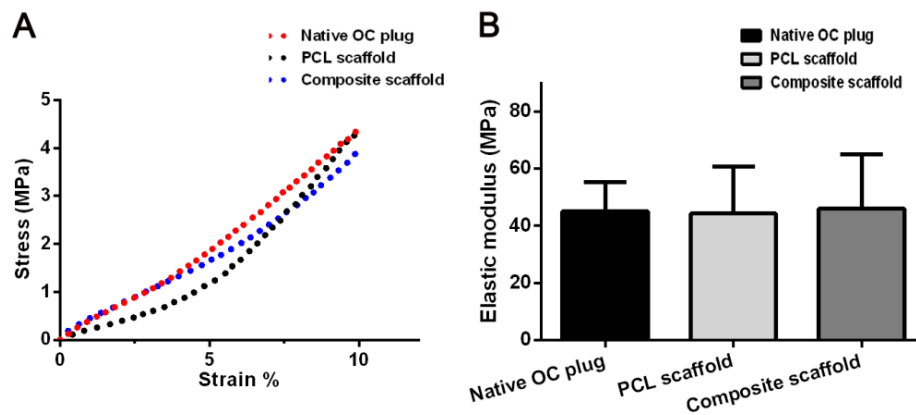 A
Native OC plug
PCL scaffold
Composite scaffold
Stress (MPa)
5
4
3
2
1
0
0
5
10
Strain %
B
Native OC plug
PCL scaffold
Composite scaffold
Elastic modulus (MPa)
80
60
40
20
0
Native OC plug
PCL scaffold
Composite scaffold